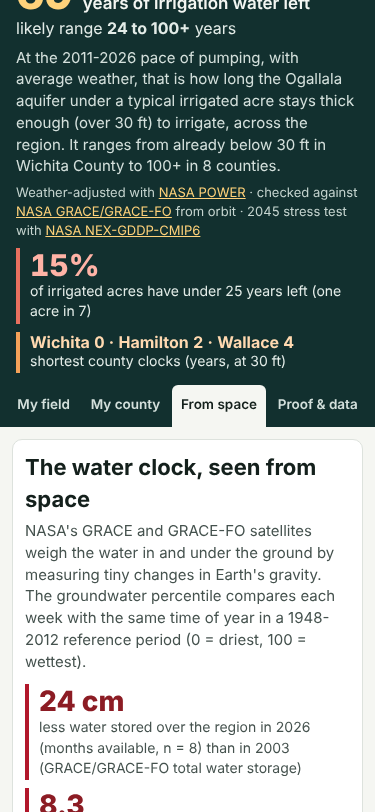 years of irrigation water left
likely range 24 to 100+ years
At the 2011-2026 pace of pumping, with
average weather, that is how long the Ogallala
aquifer under a typical irrigated acre stays thick
enough (over 30 ft) to irrigate, across the
region. It ranges from already below 30 ft in
Wichita County to 100+ in 8 counties.
Weather-adjusted with NASA POWER · checked against
NASA GRACE/GRACE-FO from orbit · 2045 stress test
with NASA NEX-GDDP-CMIP6
15%
of irrigated acres have under 25 years left (one
acre in 7)
Wichita 0 · Hamilton 2 · Wallace 4
shortest county clocks (years, at 30 ft)
My field My county From space Proof & data
The water clock, seen from
space
NASA's GRACE and GRACE-FO satellites
weigh the water in and under the ground by
measuring tiny changes in Earth's gravity.
The groundwater percentile compares each
week with the same time of year in a 1948-
2012 reference period (0 = driest, 100 =
wettest).
24 cm
less water stored over the region in 2026
(months available, n = 8) than in 2003
(GRACE/GRACE-FO total water storage)
8.3